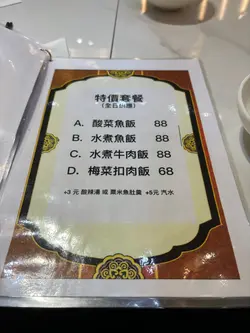 特價套餐
(全日供應)
A. 酸菜魚飯 88
B. 水煮魚飯 88
C. 水煮牛肉飯 88
D. 梅菜扣肉飯 68
+3 元 酸辣湯 或 粟米魚肚羹 +5元 汽水